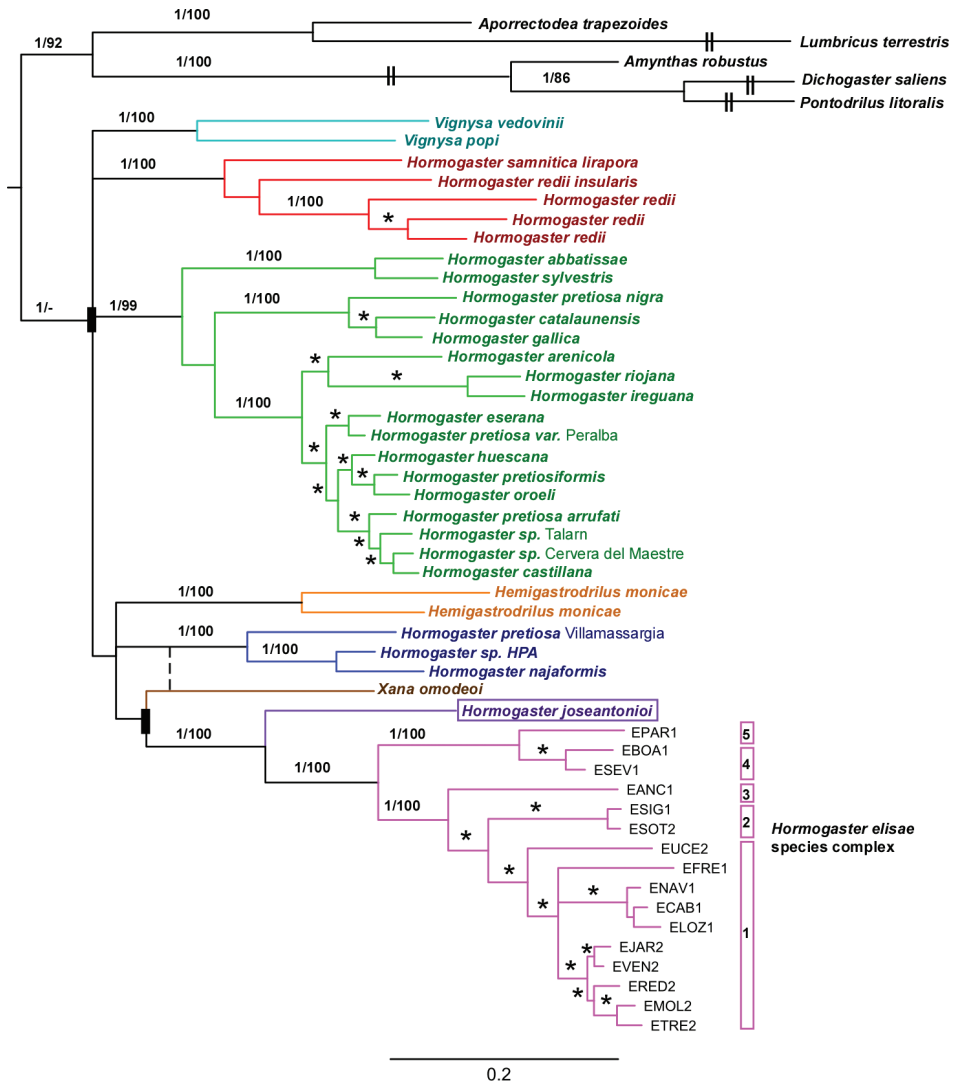 1/100
Aporrectodea trapezoides
1/92
Lumbricus terrestris
1/100
Amynthas robustus
1/86
Dichogaster saliens
Pontodrilus litoralis
1/100
Vignysa vedovinii
Vignysa popi
1/100
Hormogaster samnitica lirapora
Hormogaster redii insularis
1/100
Hormogaster redii
*
Hormogaster redii
Hormogaster redii
1/100
Hormogaster abbatissae
Hormogaster sylvestris
1/-
1/99
1/100
Hormogaster pretiosa nigra
*
Hormogaster catalaunensis
Hormogaster gallica
*
Hormogaster arenicola
*
Hormogaster riojana
Hormogaster ireguana
1/100
*
Hormogaster eserana
Hormogaster pretiosa var. Peralba
*
*
Hormogaster huescana
*
Hormogaster pretiosiformis
*
Hormogaster oroeli
*
Hormogaster pretiosa arrufati
Hormogaster sp. Talarn
*
Hormogaster sp. Cervera del Maestre
*
Hormogaster castillana
1/100
Hemigastrodrilus monicae
Hemigastrodrilus monicae
1/100
Hormogaster pretiosa Villamassargia
1/100
Hormogaster sp. HPA
Hormogaster najaformis
Xana omodeoi
Hormogaster joseantonioi
1/100
1/100
1/100
EPAR1
5
*
EBOA1
4
ESEV1
1/100
EANC1
3
*
ESIG1
2
ESOT2
*
Hormogaster elisae
species complex
EUCE2
*
EFRE1
*
ENAV1
*
ECAB1
ELOZ1
1
*
EJAR2
*
EVEN2
*
ERED2
*
EMOL2
ETRE2
0.2